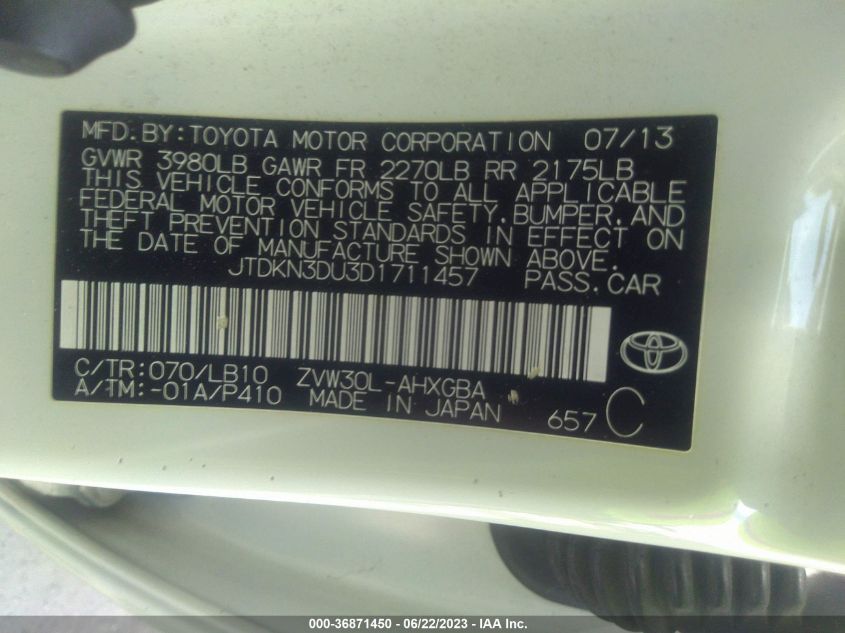 MFD.BY:TOYOTA MOTOR CORPORATION 07/13
GVWR 3980LB GAWR FR 2270LB RR 2175LB
THIS VEHICLE CONFORMS TO ALL APPLICABLE
FEDERAL MOTOR VEHICLE SAFETY,BUMPER,AND
THEFT PREVENTION STANDARDS IN EFFECT ON
THE DATE OF MANUFACTURE SHOWN ABOVE.
JTDKN3DU3D1711457 PASS.CAR
C/TR:070/LB10 ZVW30L-AHXGBA
A/TM:-01A/P410 MADE IN JAPAN 657 C
000-36871450 - 06/22/2023 - IAA Inc.